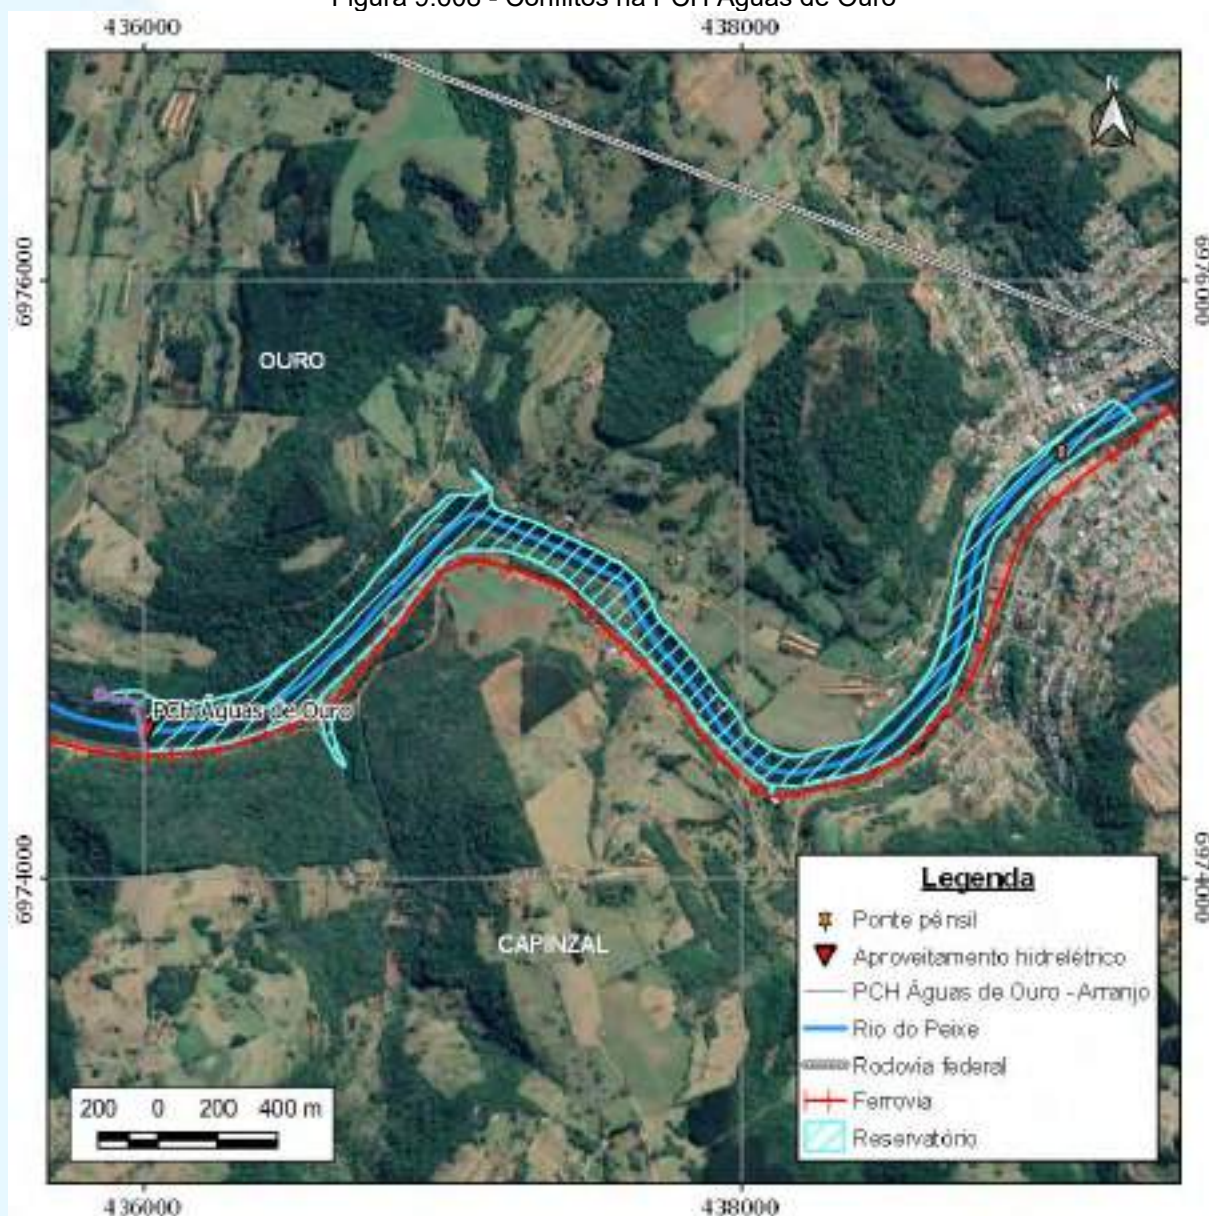 436000
438000
N
6976000
6976000
OURO
PCH Águas de Ouro
6974000
6974000
CAPINZAL
Legenda
Ponte pênsil
Aproveitamento hidrelétrico
PCH Águas de Ouro - Arranjo
Rio do Peixe
Rodovia federal
Ferrovia
Reservatório
200 0 200 400 m
436000
438000